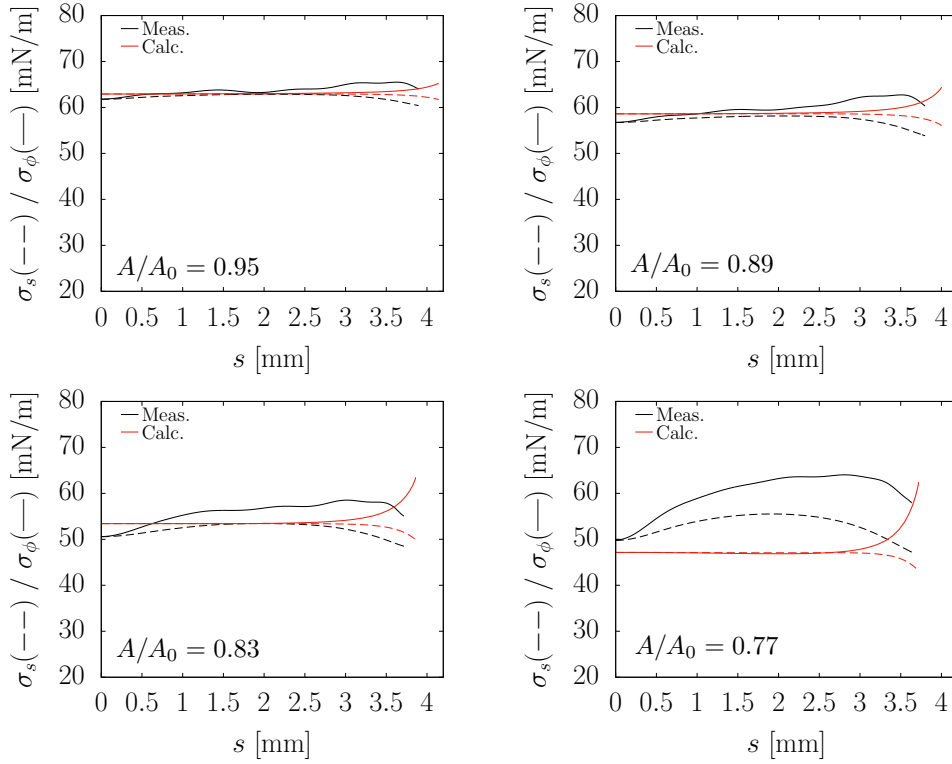 σ_s(−−) / σ_ϕ(—) [mN/m]
80
70
60
50
40
30
20
Meas.
Calc.
A/A_0 = 0.95
0 0.5 1 1.5 2 2.5 3 3.5 4
s [mm]
σ_s(−−) / σ_ϕ(—) [mN/m]
80
70
60
50
40
30
20
Meas.
Calc.
A/A_0 = 0.89
0 0.5 1 1.5 2 2.5 3 3.5 4
s [mm]
σ_s(−−) / σ_ϕ(—) [mN/m]
80
70
60
50
40
30
20
Meas.
Calc.
A/A_0 = 0.83
0 0.5 1 1.5 2 2.5 3 3.5 4
s [mm]
σ_s(−−) / σ_ϕ(—) [mN/m]
80
70
60
50
40
30
20
Meas.
Calc.
A/A_0 = 0.77
0 0.5 1 1.5 2 2.5 3 3.5 4
s [mm]